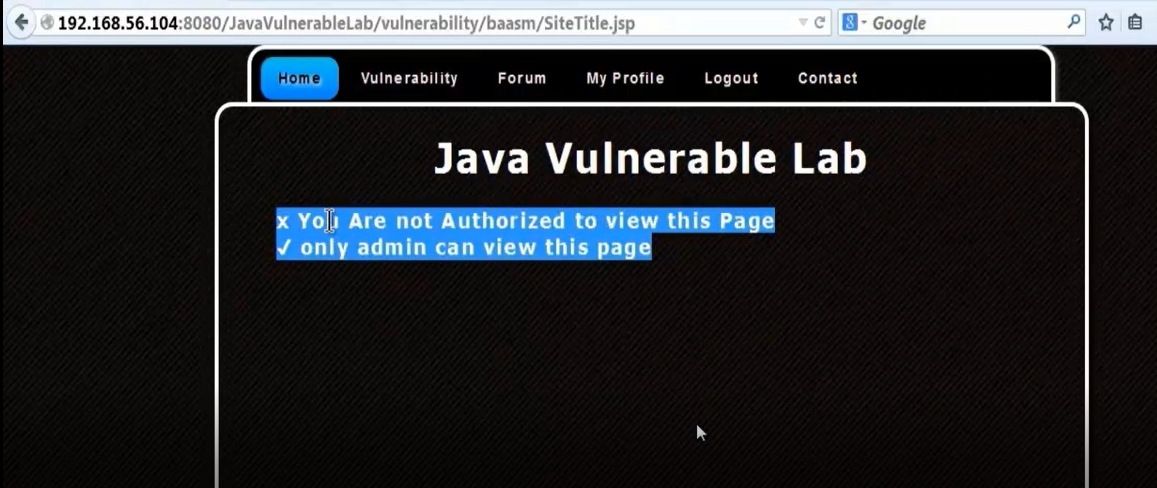 192.168.56.104:8080/JavaVulnerableLab/vulnerability/baasm/SiteTitle.jsp
Google
Home Vulnerability Forum My Profile Logout Contact
Java Vulnerable Lab
x You Are not Authorized to view this Page
✓ only admin can view this page